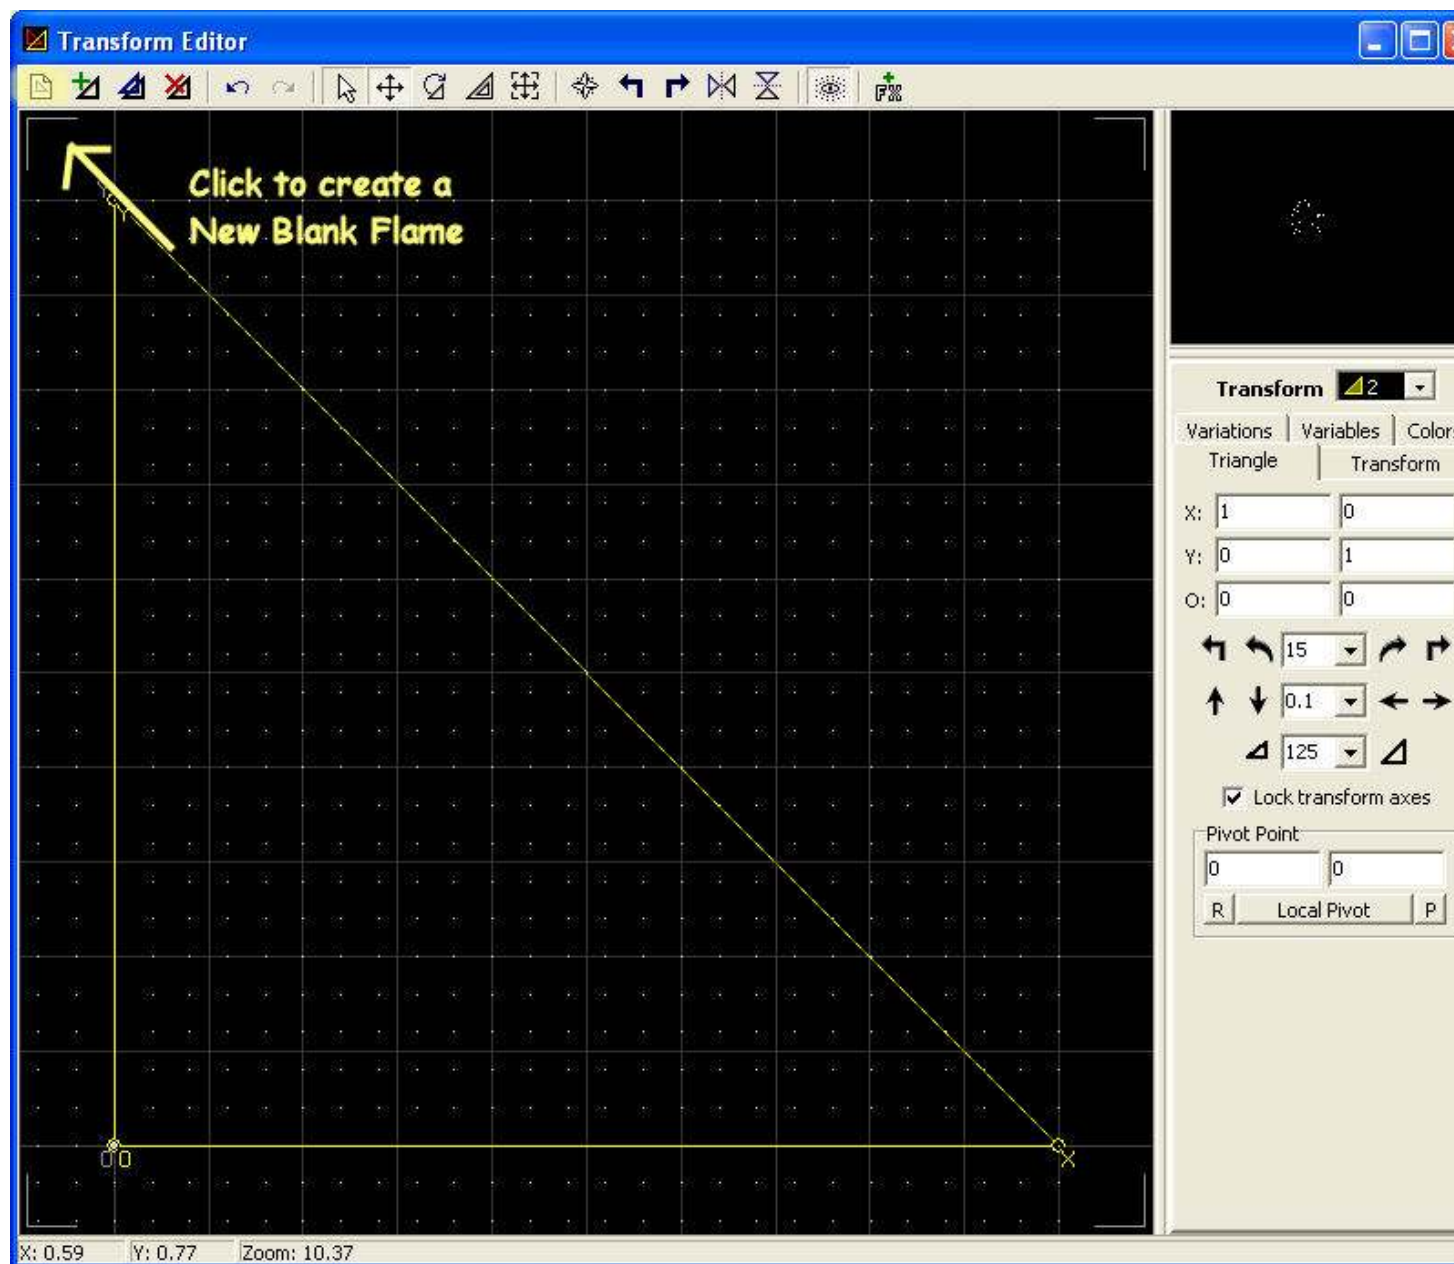 Transform Editor
FX
Click to create a
New Blank Flame
Y
O O
X
Transform 2
Variations Variables Color
Triangle Transform
X: 1 0
Y: 0 1
O: 0 0
15
0.1
125
Lock transform axes
Pivot Point
0 0
R Local Pivot P
X: 0.59 Y: 0.77 Zoom: 10.37